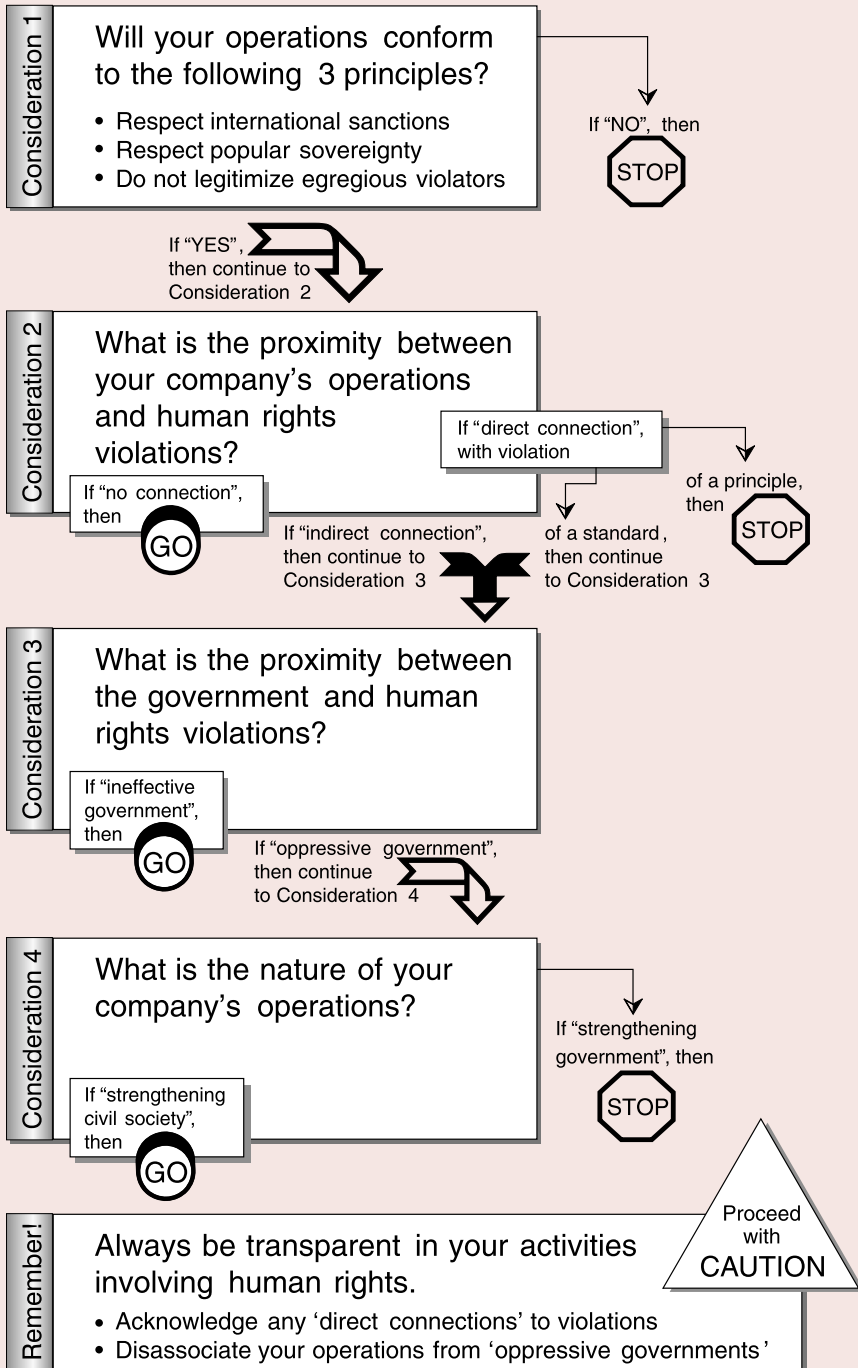 Consideration 1
Will your operations conform
to the following 3 principles?
• Respect international sanctions
• Respect popular sovereignty
• Do not legitimize egregious violators
If “NO”, then
STOP
If “YES”,
then continue to
Consideration 2
Consideration 2
What is the proximity between
your company’s operations
and human rights
violations?
If “direct connection”,
with violation
of a principle,
then
STOP
If “no connection”,
then
GO
If “indirect connection”,
then continue to
Consideration 3
of a standard,
then continue
to Consideration 3
Consideration 3
What is the proximity between
the government and human
rights violations?
If “ineffective
government”,
then
GO
If “oppressive government”,
then continue
to Consideration 4
Consideration 4
What is the nature of your
company’s operations?
If “strengthening
government”, then
STOP
If “strengthening
civil society”,
then
GO
Proceed
with
CAUTION
Remember!
Always be transparent in your activities
involving human rights.
• Acknowledge any ‘direct connections’ to violations
• Disassociate your operations from ‘oppressive governments’